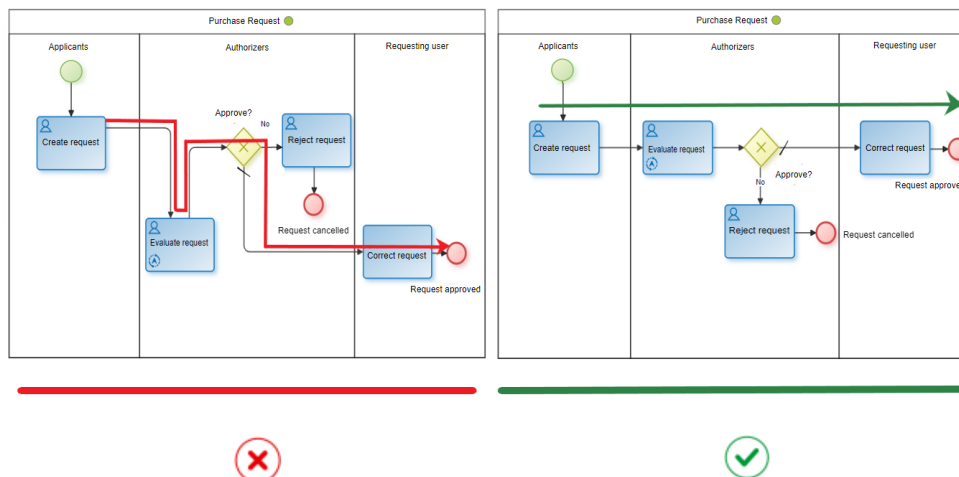 Purchase Request
Applicants
Authorizers
Requesting user
Approve?
No
Create request
Reject request
Evaluate request
Request cancelled
Correct request
Request approved
Purchase Request
Applicants
Authorizers
Requesting user
Create request
Evaluate request
Correct request
Approve?
No
Request approve
Reject request
Request cancelled